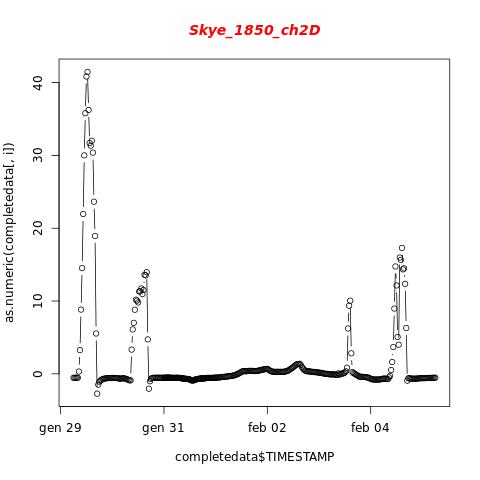 Skye_1850_ch2D
as.numeric(completedata[, i])
40
30
20
10
0
gen 29 gen 31 feb 02 feb 04
completedata$TIMESTAMP